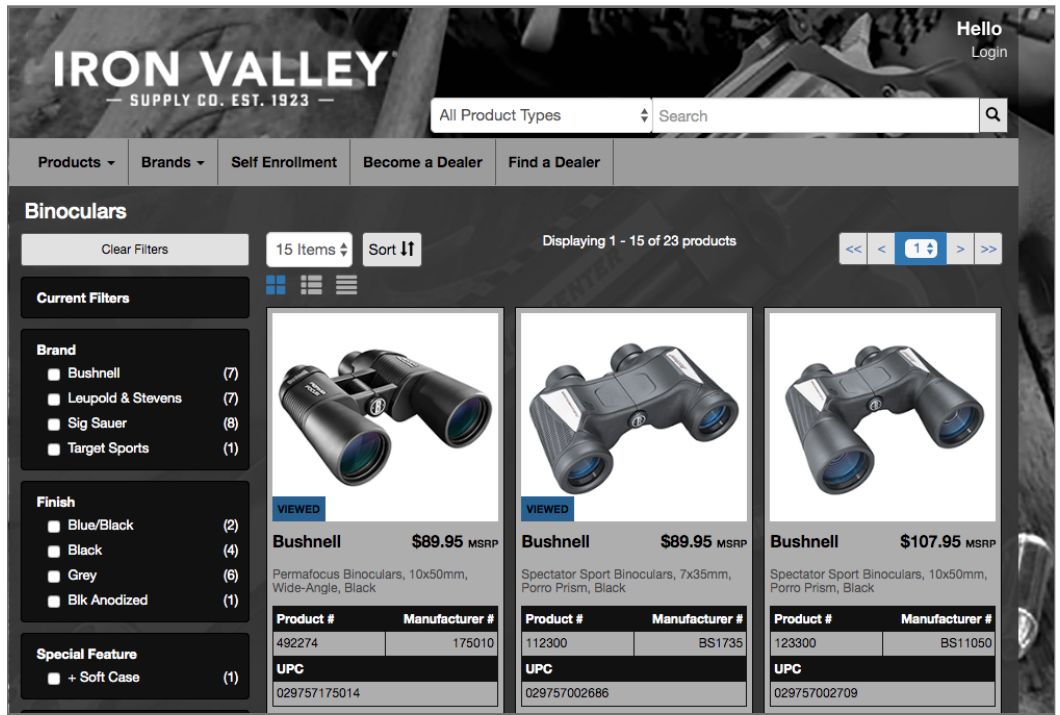 Hello
Login
IRON VALLEY
— SUPPLY CO. EST. 1923 —
All Product Types
Search
Products
Brands
Self Enrollment
Become a Dealer
Find a Dealer
Binoculars
Clear Filters
15 Items
Sort
Displaying 1 - 15 of 23 products
<< < 1 > >>
Current Filters
Brand
Bushnell (7)
Leupold & Stevens (7)
Sig Sauer (8)
Target Sports (1)
Finish
Blue/Black (2)
Black (4)
Grey (6)
Blk Anodized (1)
Special Feature
+ Soft Case (1)
VIEWED
Bushnell $89.95 MSRP
Permafocus Binoculars, 10x50mm,
Wide-Angle, Black
Product # Manufacturer #
492274 175010
UPC
029757175014
VIEWED
Bushnell $89.95 MSRP
Spectator Sport Binoculars, 7x35mm,
Porro Prism, Black
Product # Manufacturer #
112300 BS1735
UPC
029757002686
Bushnell $107.95 MSRP
Spectator Sport Binoculars, 10x50mm,
Porro Prism, Black
Product # Manufacturer #
123300 BS11050
UPC
029757002709